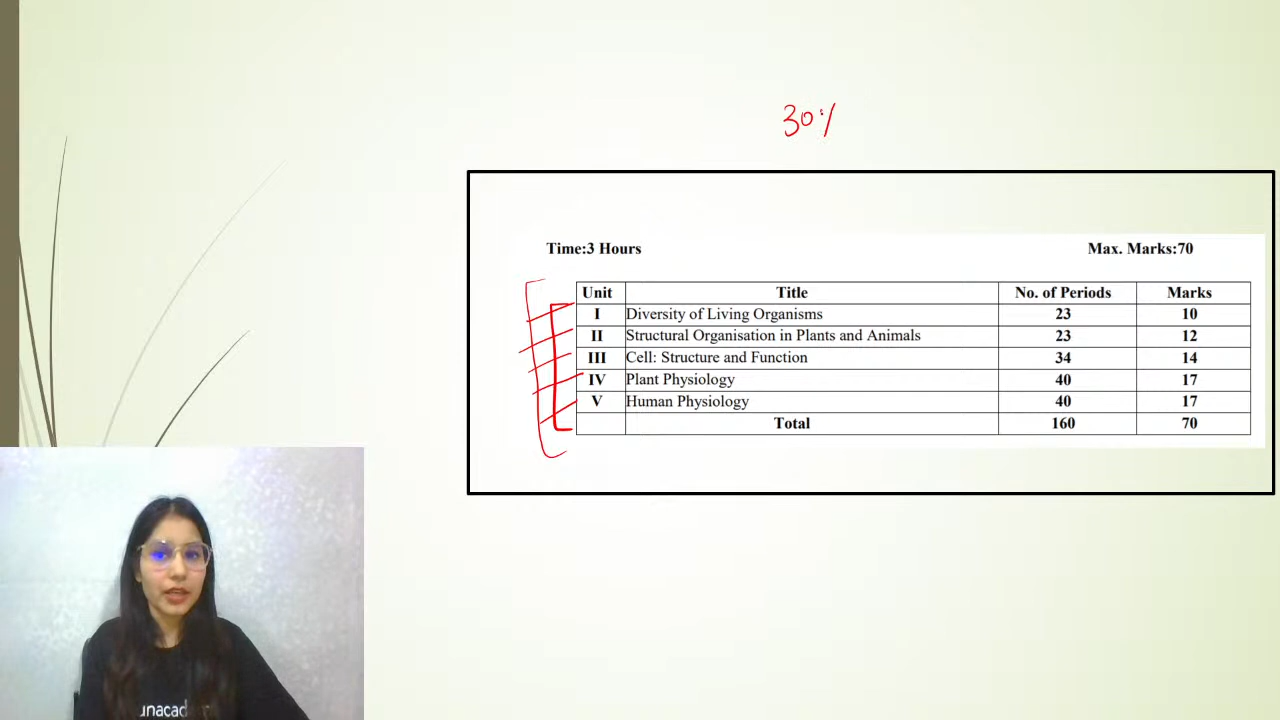 30%
Time:3 Hours Max. Marks:70
Unit Title No. of Periods Marks
I Diversity of Living Organisms 23 10
II Structural Organisation in Plants and Animals 23 12
III Cell: Structure and Function 34 14
IV Plant Physiology 40 17
V Human Physiology 40 17
Total 160 70
unacad